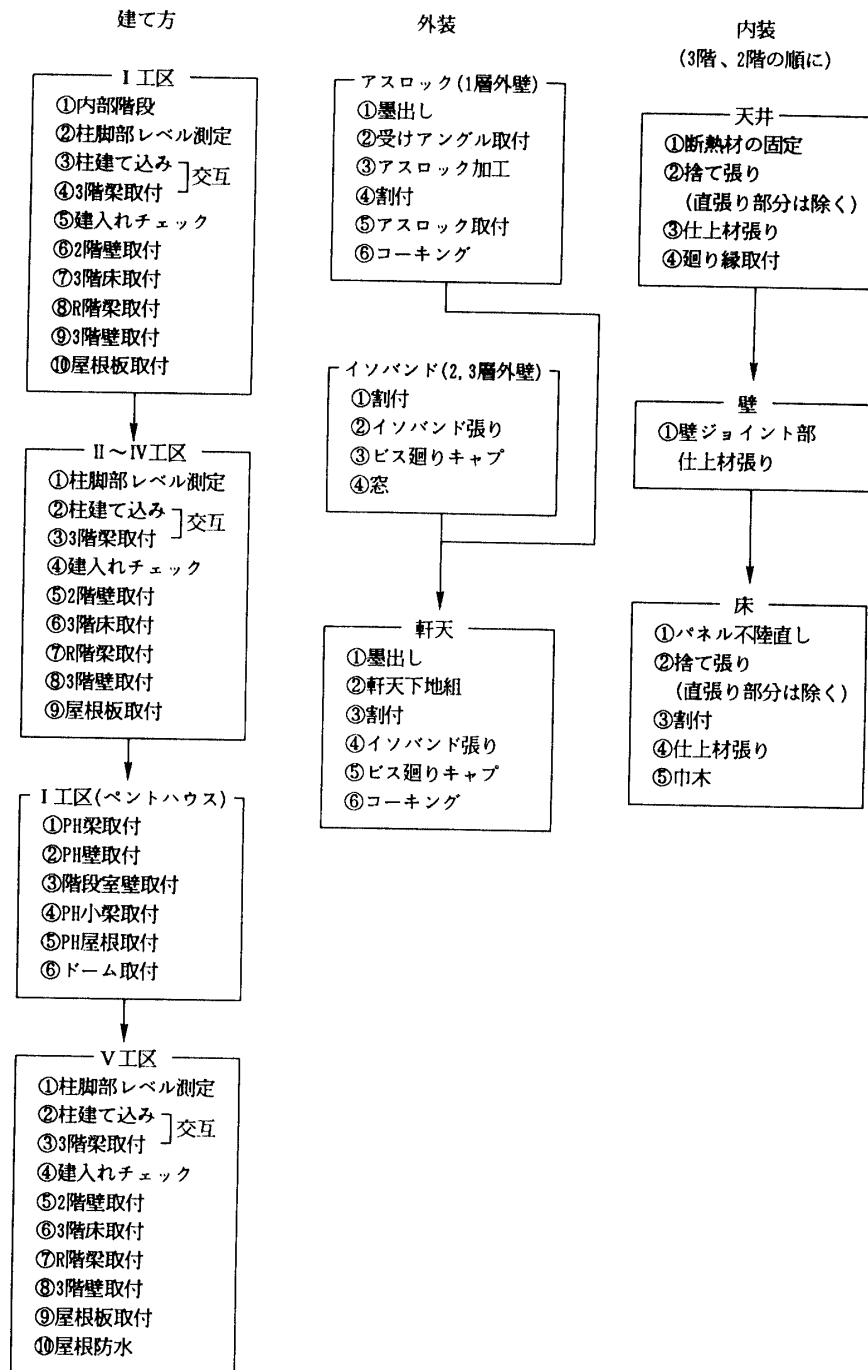 建て方
Ⅰ工区
①内部階段
②柱脚部レベル測定
③柱建て込み
④3階梁取付
交互
⑤建入れチェック
⑥2階壁取付
⑦3階床取付
⑧R階梁取付
⑨3階壁取付
⑩屋根板取付
Ⅱ～Ⅳ工区
①柱脚部レベル測定
②柱建て込み
③3階梁取付
交互
④建入れチェック
⑤2階壁取付
⑥3階床取付
⑦R階梁取付
⑧3階壁取付
⑨屋根板取付
Ⅰ工区(ペントハウス)
①PH梁取付
②PH壁取付
③階段室壁取付
④PH小梁取付
⑤PH屋根取付
⑥ドーム取付
Ⅴ工区
①柱脚部レベル測定
②柱建て込み
③3階梁取付
交互
④建入れチェック
⑤2階壁取付
⑥3階床取付
⑦R階梁取付
⑧3階壁取付
⑨屋根板取付
⑩屋根防水
外装
アスロック(1層外壁)
①墨出し
②受けアングル取付
③アスロック加工
④割付
⑤アスロック取付
⑥コーキング
イソバンド(2,3層外壁)
①割付
②イソバンド張り
③ビス廻りキャプ
④窓
軒天
①墨出し
②軒天下地組
③割付
④イソバンド張り
⑤ビス廻りキャプ
⑥コーキング
内装
(3階、2階の順に)
天井
①断熱材の固定
②捨て張り
(直張り部分は除く)
③仕上材張り
④廻り縁取付
壁
①壁ジョイント部
仕上材張り
床
①パネル不陸直し
②捨て張り
(直張り部分は除く)
③割付
④仕上材張り
⑤巾木